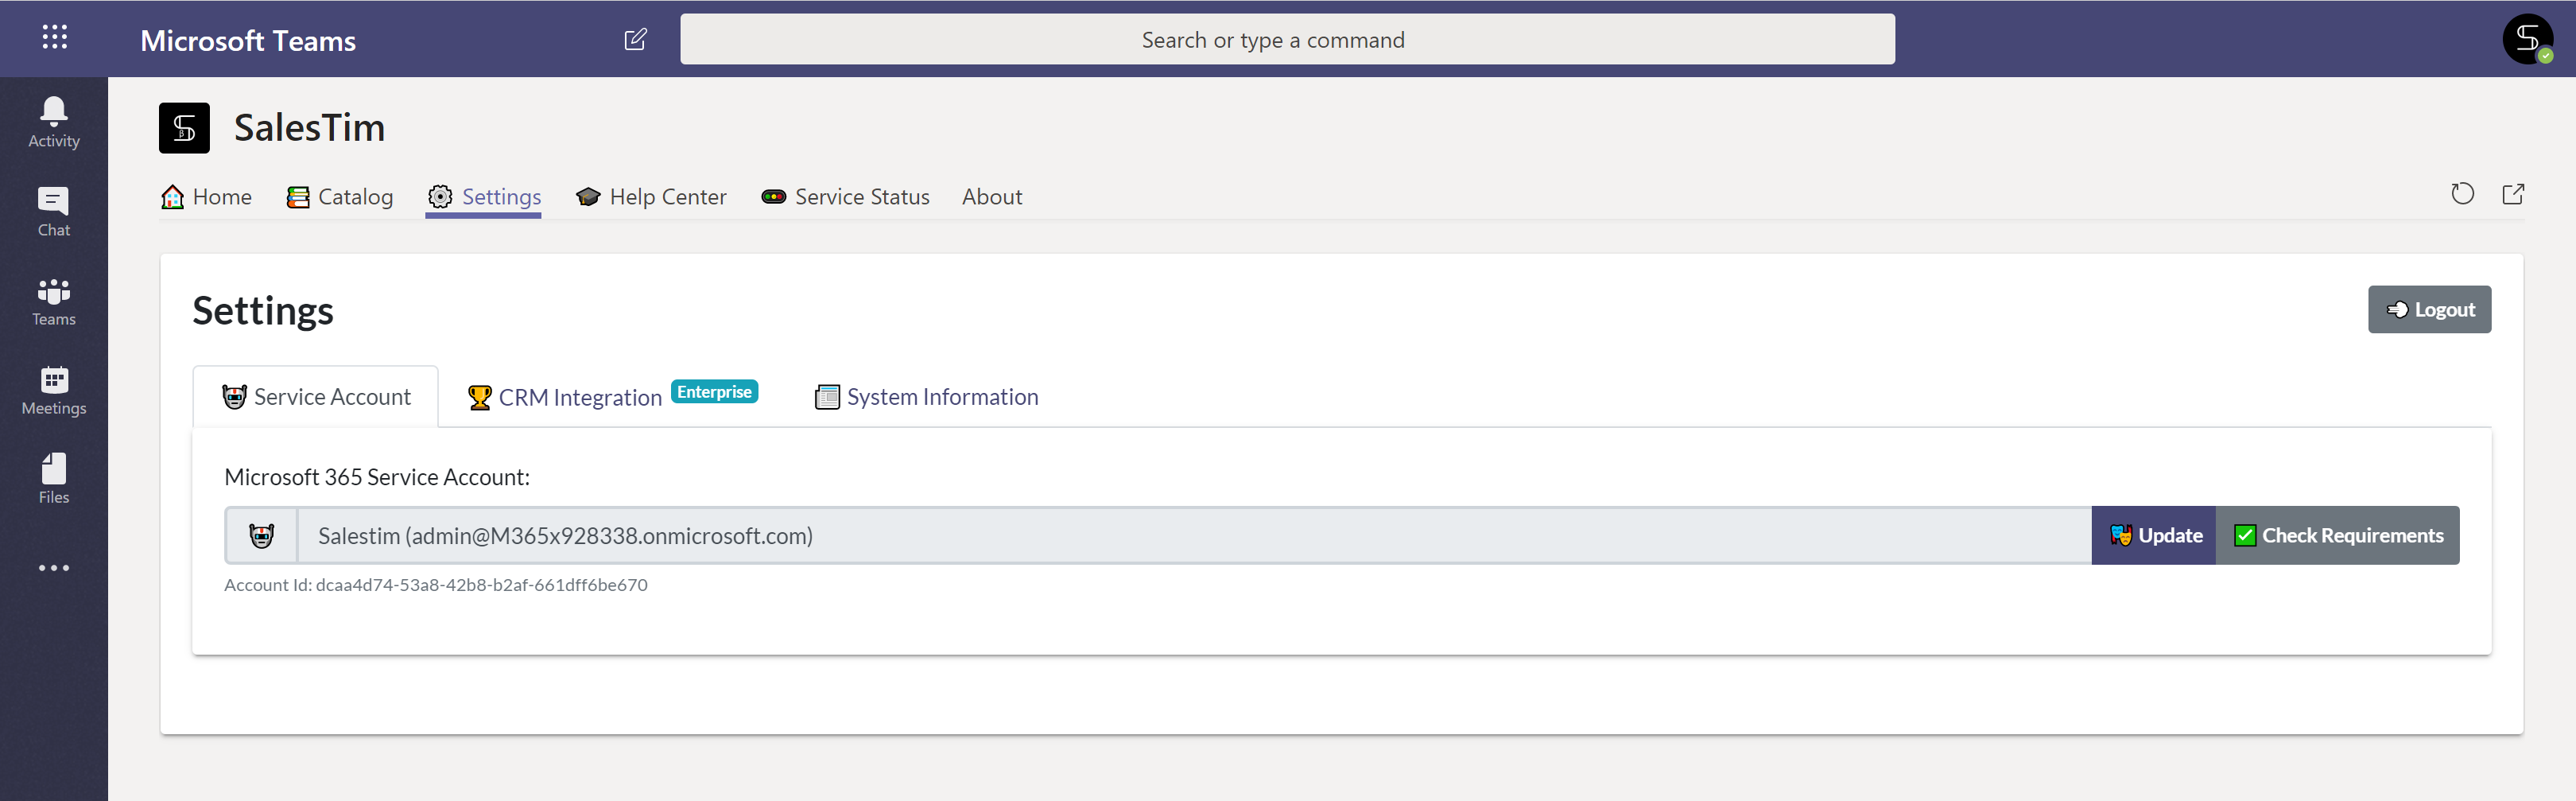 Microsoft Teams
Search or type a command
Activity
Chat
Teams
Meetings
Files
SalesTim
Home Catalog Settings Help Center Service Status About
Settings
Logout
Service Account CRM Integration Enterprise System Information
Microsoft 365 Service Account:
Salestim (admin@M365x928338.onmicrosoft.com) Update Check Requirements
Account Id: dcaa4d74-53a8-42b8-b2af-661dff6be670